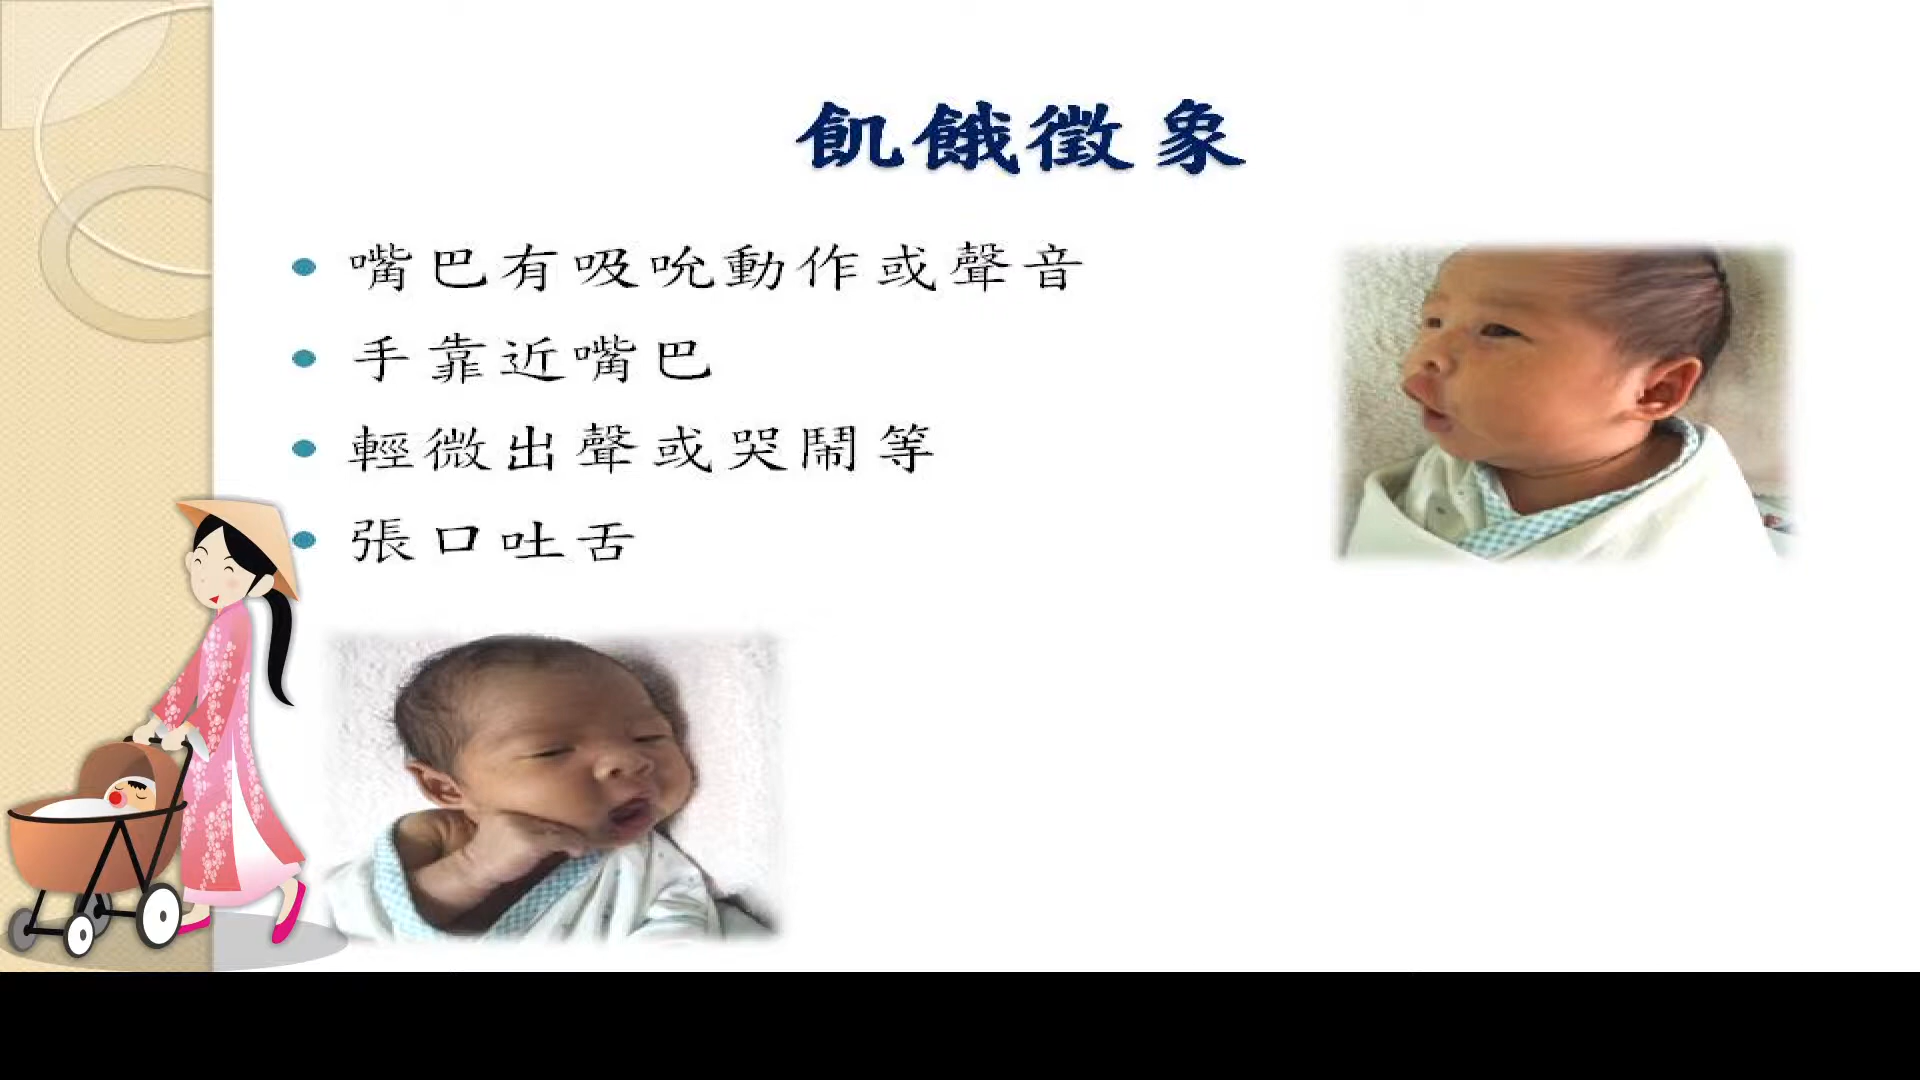 飢餓徵象
嘴巴有吸吮動作或聲音
手靠近嘴巴
輕微出聲或哭鬧等
張口吐舌